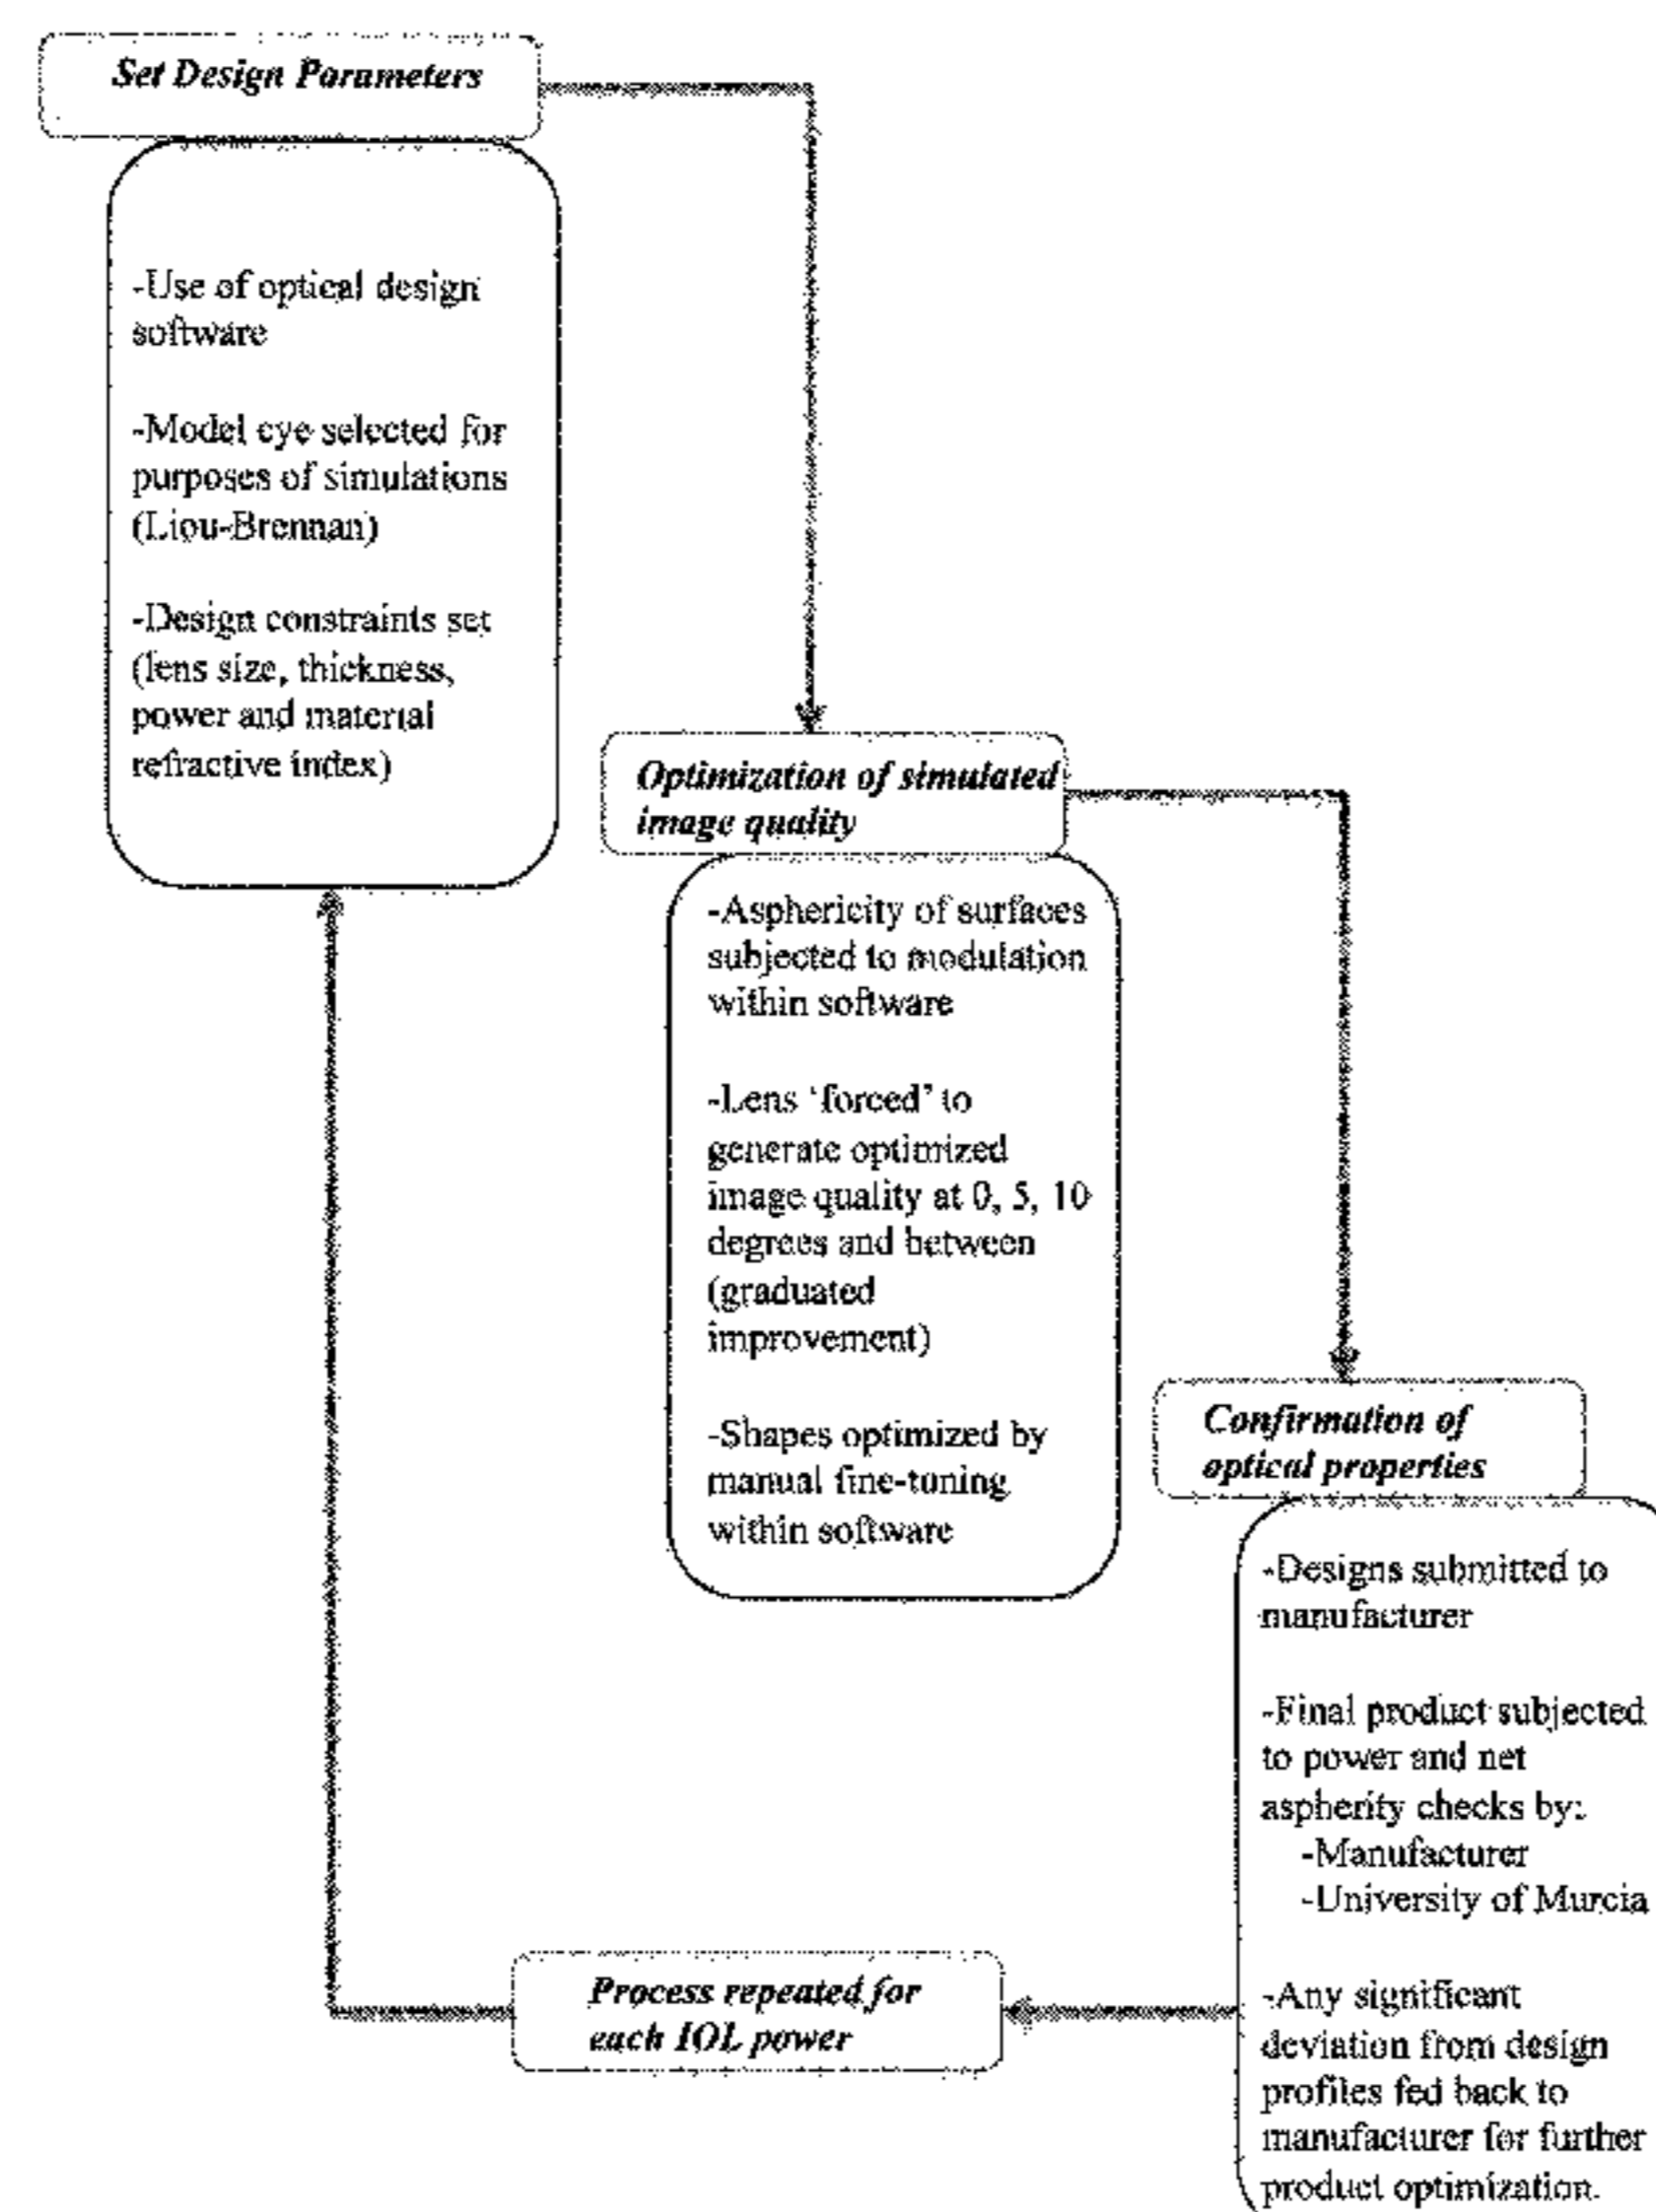 Set Design Parameters
-Use of optical design
software
-Model eye selected for
purposes of simulations
(Liou-Brennan)
-Design constraints set
(lens size, thickness,
power and material
refractive index)
Optimization of simulated
image quality
-Asphericity of surfaces
subjected to modulation
within software
-Lens ‘forced’ to
generate optimized
image quality at 0, 5, 10
degrees and between
(graduated
improvement)
-Shapes optimized by
manual fine-tuning
within software
Confirmation of
optical properties
-Designs submitted to
manufacturer
-Final product subjected
to power and net
aspherity checks by:
-Manufacturer
-University of Murcia
-Any significant
deviation from design
profiles fed back to
manufacturer for further
product optimization.
Process repeated for
each IOL power